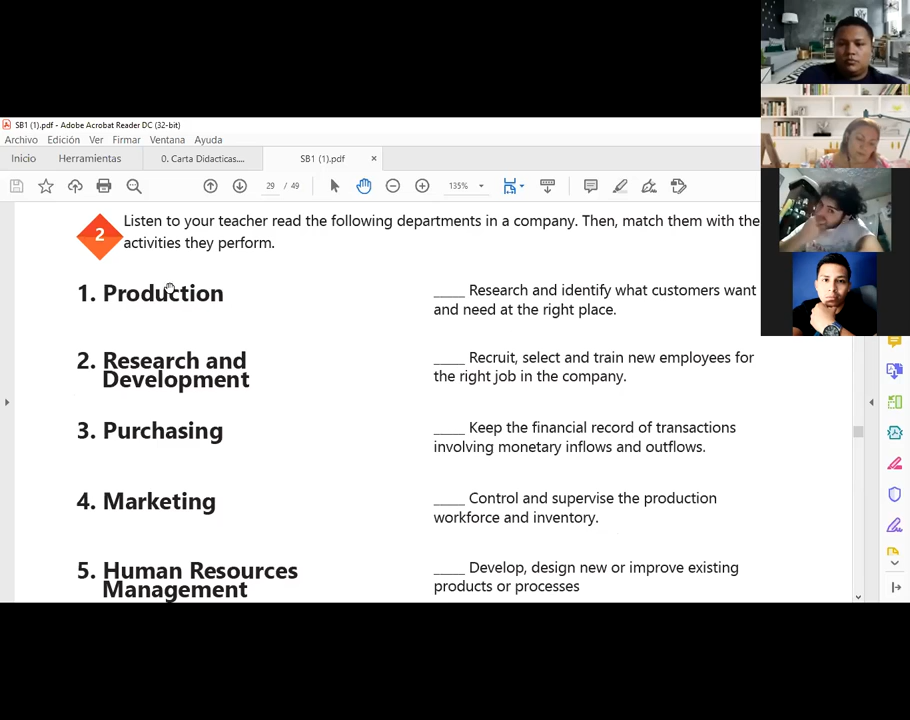 SB1 (1).pdf - Adobe Acrobat Reader DC (32-bit)
Archivo Edición Ver Firmar Ventana Ayuda
Inicio Herramientas 0. Carta Didacticas.... SB1 (1).pdf ×
29 / 49 135%
2 Listen to your teacher read the following departments in a company. Then, match them with the
activities they perform.
1. Production
____ Research and identify what customers want
and need at the right place.
2. Research and
Development
____ Recruit, select and train new employees for
the right job in the company.
3. Purchasing
____ Keep the financial record of transactions
involving monetary inflows and outflows.
4. Marketing
____ Control and supervise the production
workforce and inventory.
5. Human Resources
Management
____ Develop, design new or improve existing
products or processes